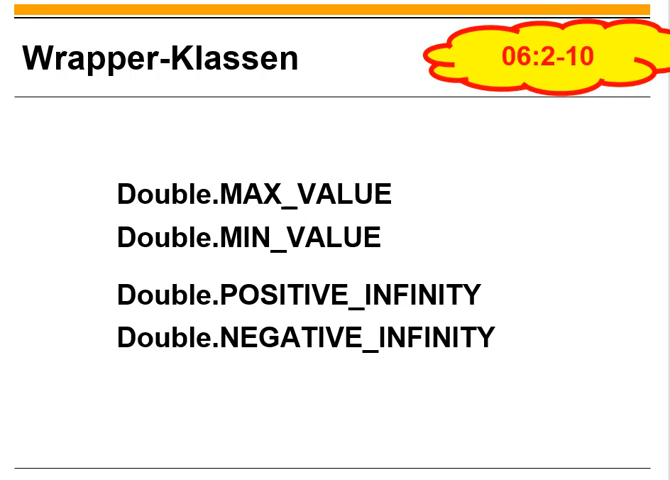 Wrapper-Klassen
06:2-10
Double.MAX_VALUE
Double.MIN_VALUE
Double.POSITIVE_INFINITY
Double.NEGATIVE_INFINITY